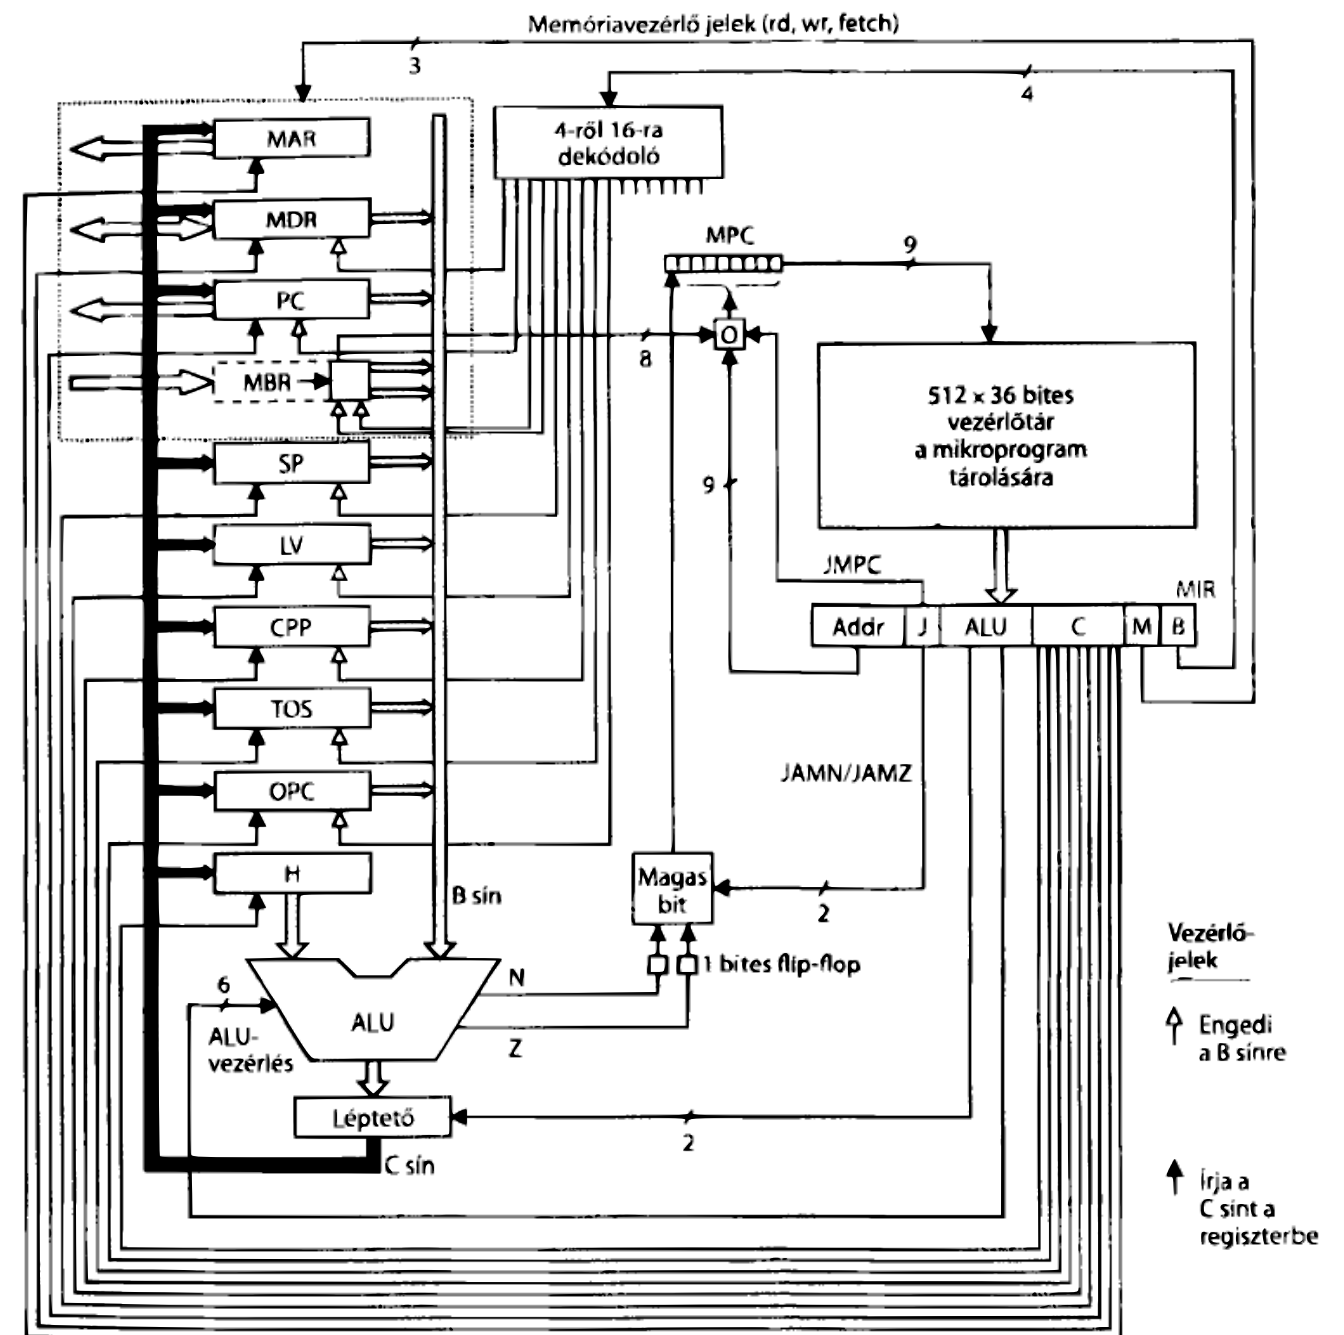 Memóriavezérlő jelek (rd, wr, fetch)
3
4
MAR
4-ről 16-ra
dekódoló
MDR
MPC
9
PC
O
8
MBR
512 × 36 bites
vezérlőtár
a mikroprogram
tárolására
SP
9
LV
JMPC
MIR
Addr
J
ALU
C
M
B
CPP
TOS
JAMN/JAMZ
OPC
H
B sín
Magas
bit
2
1 bites flip-flop
N
6
ALU
Z
ALU-
vezérlés
Léptető
2
C sín
Vezérlő-
jelek
Engedi
a B sínre
Írja a
C sínt a
regiszterbe